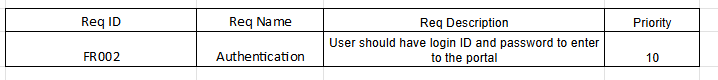 Req ID Req Name Req Description Priority
User should have login ID and password to enter
FR002 Authentication to the portal 10